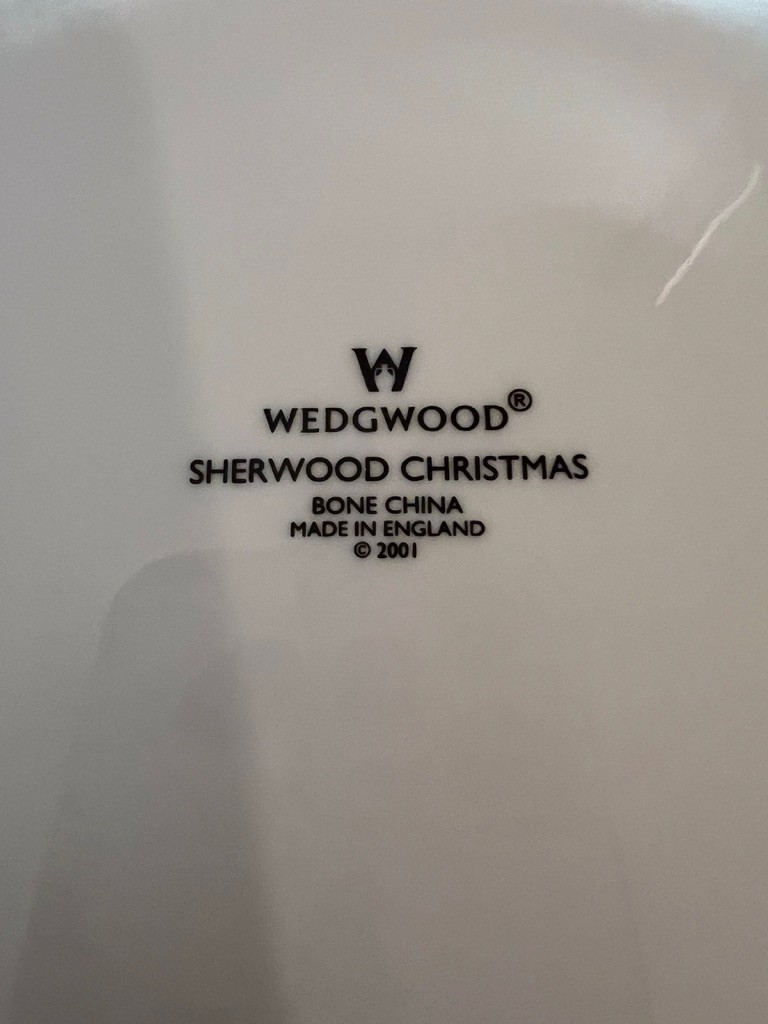 W
WEDGWOOD®
SHERWOOD CHRISTMAS
BONE CHINA
MADE IN ENGLAND
© 2001